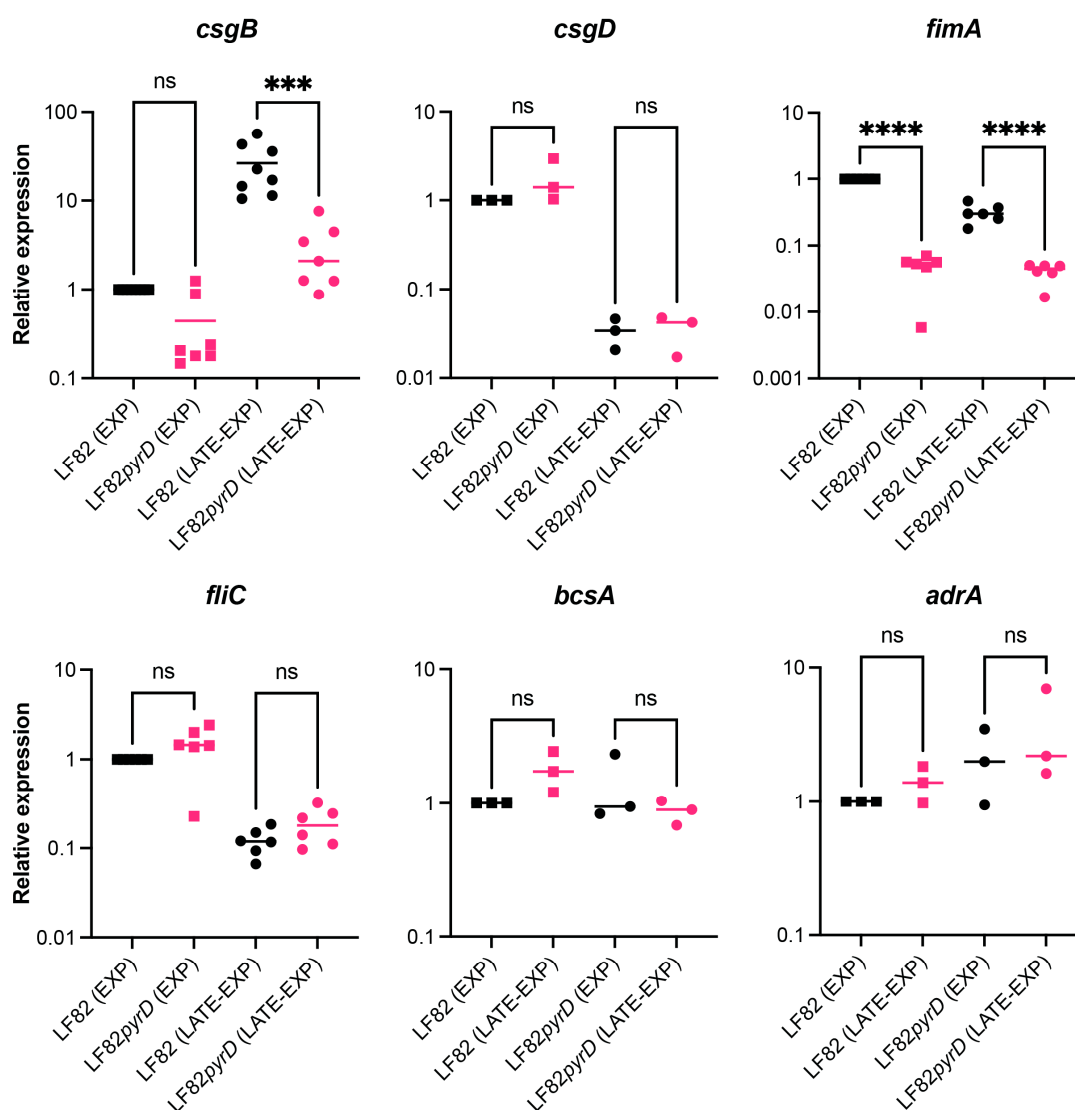 csgB
csgD
fimA
Relative expression
100
10
1
0.1
ns
***
LF82 (EXP)
LF82pyrD (EXP)
LF82 (LATE-EXP)
LF82pyrD (LATE-EXP)
10
1
0.1
0.01
ns
ns
LF82 (EXP)
LF82pyrD (EXP)
LF82 (LATE-EXP)
LF82pyrD (LATE-EXP)
10
1
0.1
0.01
0.001
****
****
LF82 (EXP)
LF82pyrD (EXP)
LF82 (LATE-EXP)
LF82pyrD (LATE-EXP)
fliC
bcsA
adrA
Relative expression
10
1
0.1
0.01
ns
ns
LF82 (EXP)
LF82pyrD (EXP)
LF82 (LATE-EXP)
LF82pyrD (LATE-EXP)
10
1
0.1
ns
ns
LF82 (EXP)
LF82 (LATE-EXP)
LF82pyrD (EXP)
LF82pyrD (LATE-EXP)
10
1
0.1
ns
ns
LF82 (EXP)
LF82 (LATE-EXP)
LF82pyrD (EXP)
LF82pyrD (LATE-EXP)